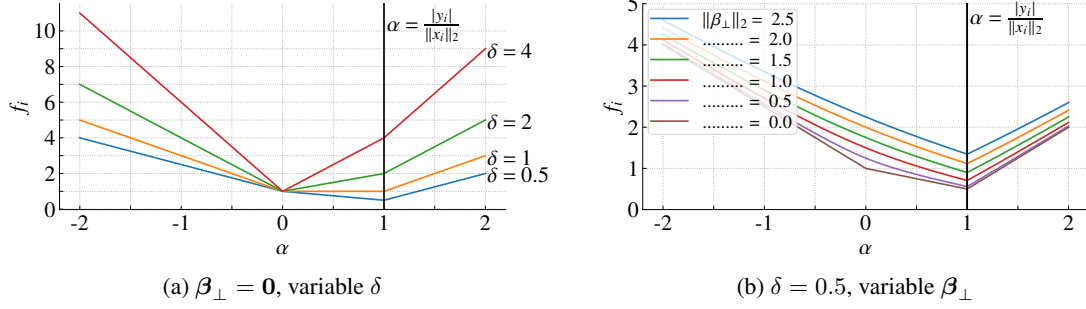 10
8
6
4
2
0
f_i
-2
-1
0
1
2
α
α = |y_i| / ‖x_i‖_2
δ = 4
δ = 2
δ = 1
δ = 0.5
(a) β_⊥ = 0, variable δ
5
4
3
2
1
0
f_i
-2
-1
0
1
2
α
α = |y_i| / ‖x_i‖_2
‖β_⊥‖_2 = 2.5
........ = 2.0
........ = 1.5
........ = 1.0
........ = 0.5
........ = 0.0
(b) δ = 0.5, variable β_⊥